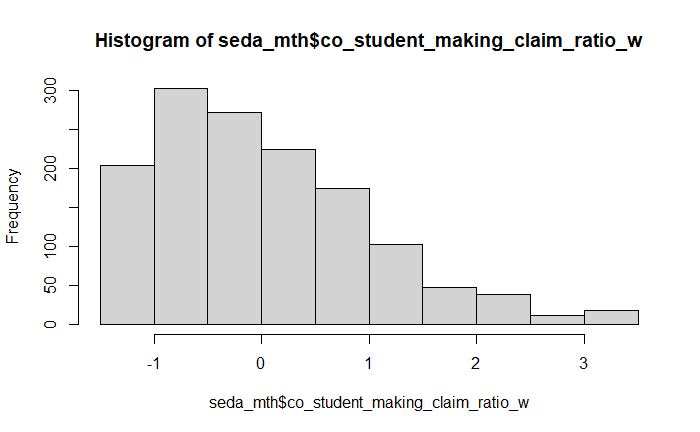 Histogram of seda_mth$co_student_making_claim_ratio_w
300
200
100
50
0
Frequency
-1 0 1 2 3
seda_mth$co_student_making_claim_ratio_w